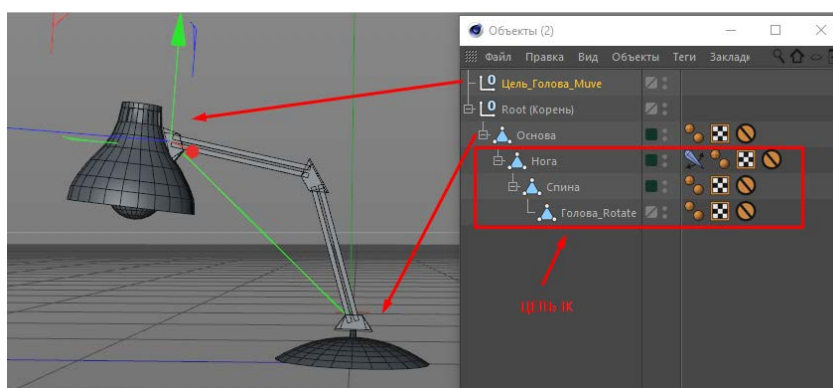 Объекты (2)
Файл Правка Вид Объекты Теги Заклад
Цель_Голова_Muve
Root (Корень)
Основа
Нога
Спина
Голова_Rotate
ЦЕПЬ IK